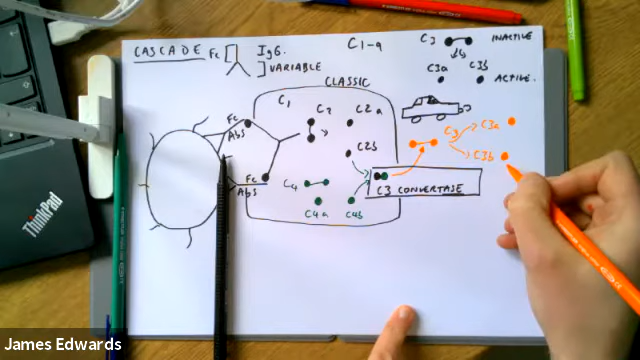 CASCADE Fc IgG.
VARIABLE
C1-9
C3 INACTIVE
C3a C3b
ACTIVE.
CLASSIC
C1
C2 C2a
C2b
Fc
Abs
Fc
Abs
C4
C4a C4b
C3 CONVERTASE
C3 C3a
C3b
ThinkPad
James Edwards